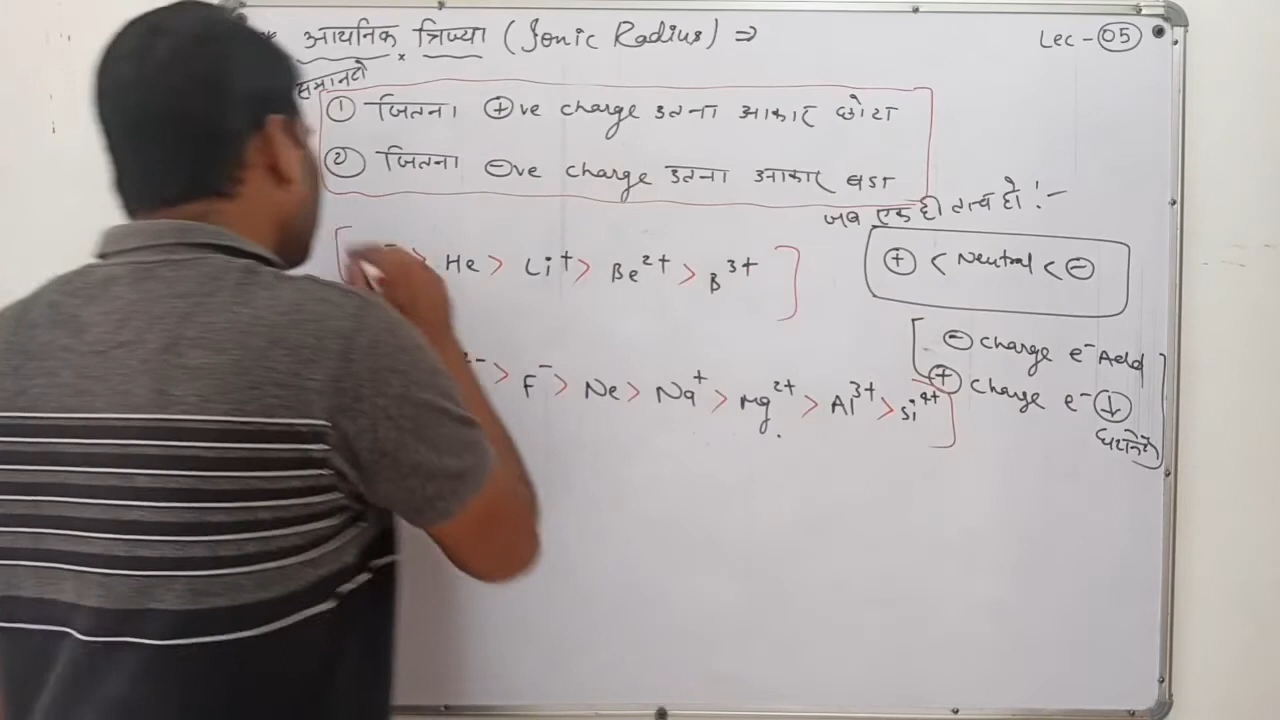 * आयनिक त्रिज्या (Ionic Radius) ⇒
Lec - 05
① जितना ⊕ve charge उतना आकार छोटा
② जितना ⊖ve charge उतना आकार बड़ा
जब एक ही तत्व हो !-
⊕ < Neutral < ⊖
- > He > Li+ > Be2+ > B3+
⊖ charge e- Add
⊕ charge e- ↓
2- > F- > Ne > Na+ > Mg2+ > Al3+ > Si4+